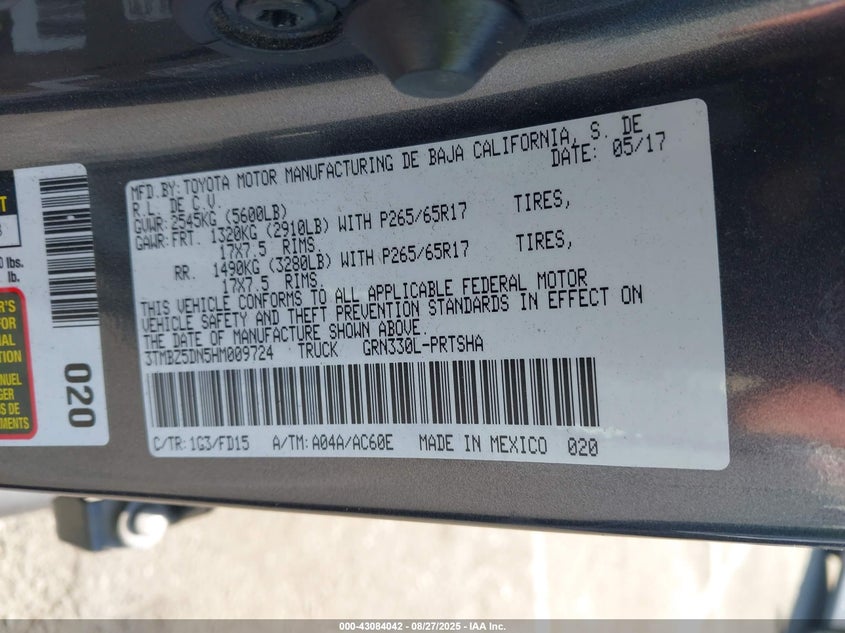 MFD.BY:TOYOTA MOTOR MANUFACTURING DE BAJA CALIFORNIA, S. DE
R.L. DE C.V. DATE: 05/17
GVWR:2545KG (5600LB)
GAWR:FRT. 1320KG (2910LB) WITH P265/65R17 TIRES,
17X7.5 RIMS.
RR. 1490KG (3280LB) WITH P265/65R17 TIRES,
17X7.5 RIMS.
THIS VEHICLE CONFORMS TO ALL APPLICABLE FEDERAL MOTOR
VEHICLE SAFETY AND THEFT PREVENTION STANDARDS IN EFFECT ON
THE DATE OF MANUFACTURE SHOWN ABOVE.
3TMBZ5DN5HM009724 TRUCK GRN330L-PRTSHA
C/TR: 1G3/FD15 A/TM: A04A/AC60E MADE IN MEXICO 020
lbs.
lb.
FOR
020
000-43084042 • 08/27/2025 • IAA Inc.